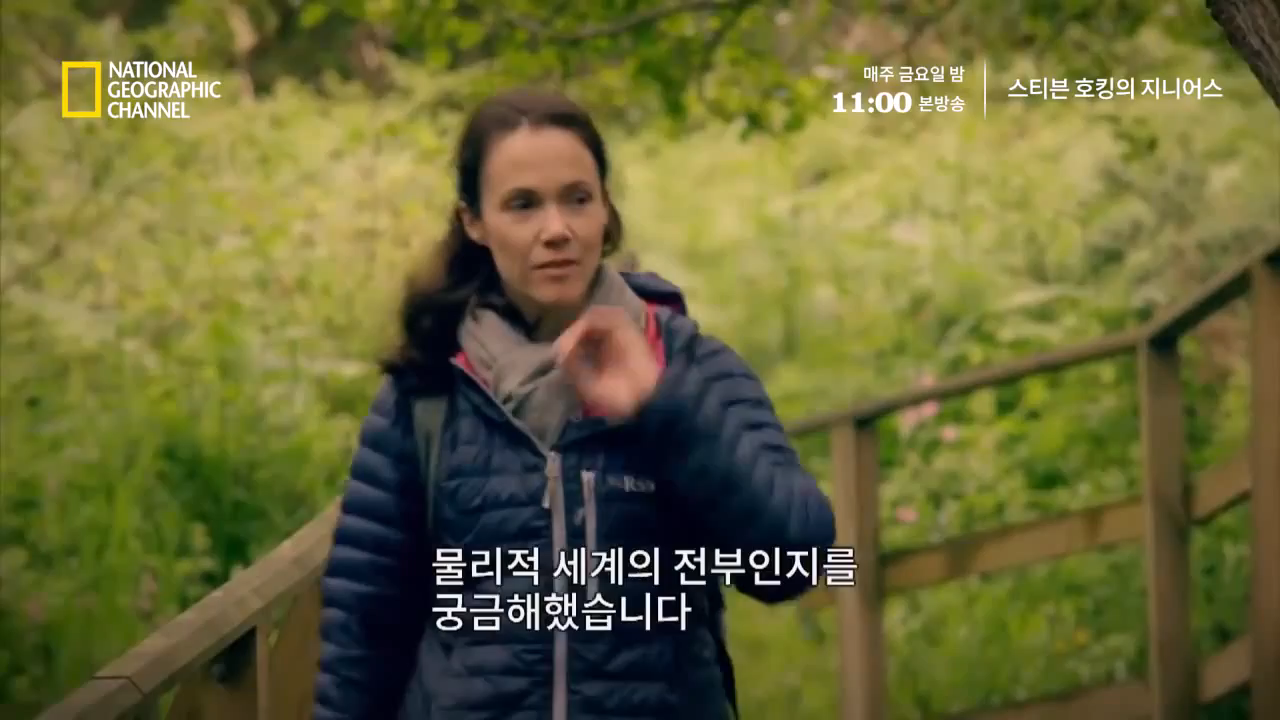 NATIONAL
GEOGRAPHIC
CHANNEL
매주 금요일 밤
11:00 본방송
스티븐 호킹의 지니어스
물리적 세계의 전부인지를
궁금해했습니다